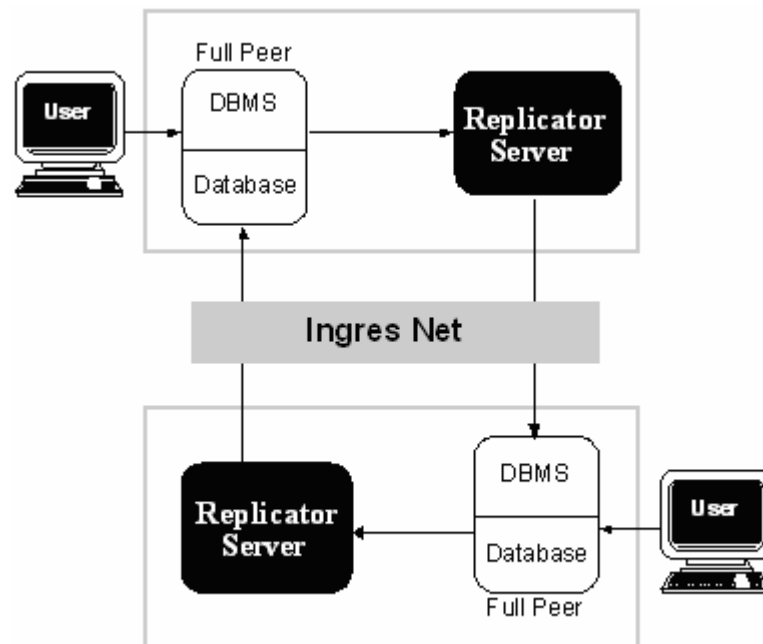 Full Peer
User
DBMS
Database
Replicator
Server
Ingres Net
Replicator
Server
DBMS
Database
Full Peer
User